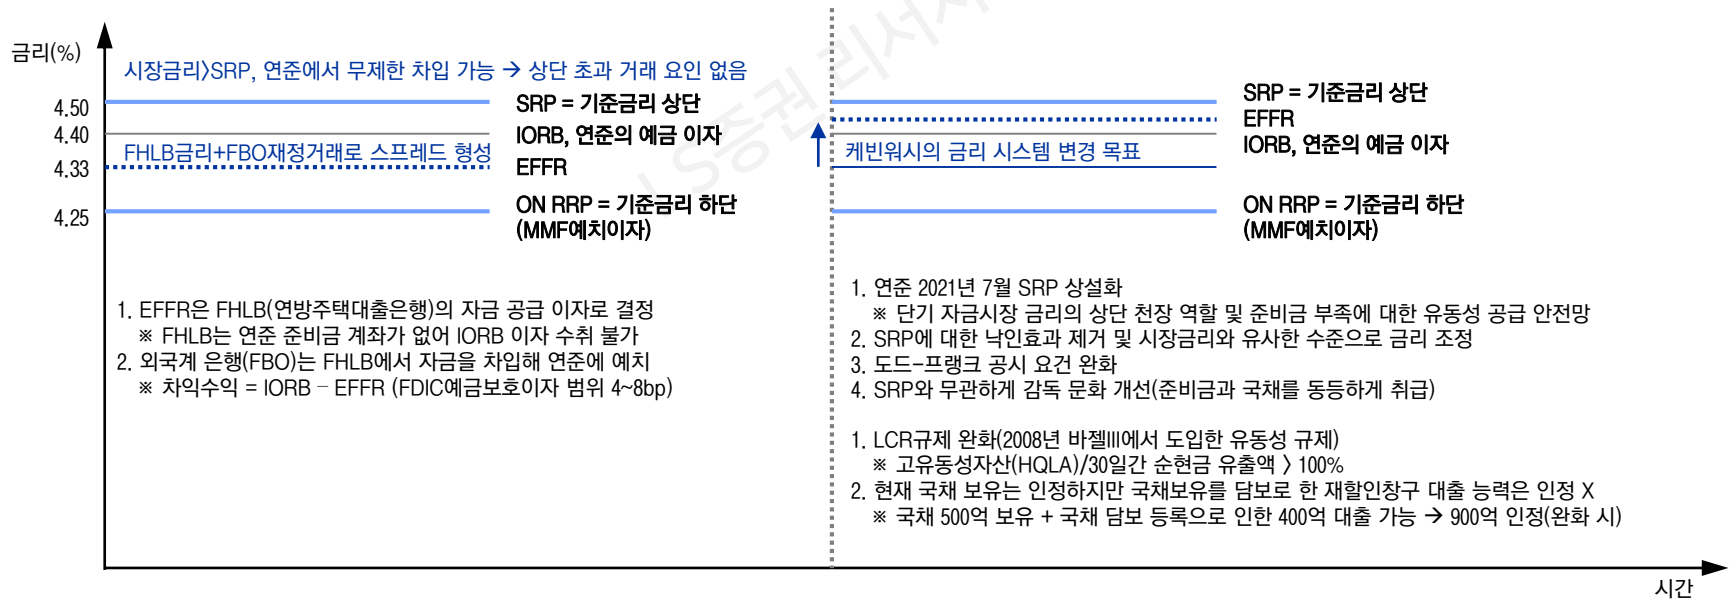 금리(%)
시장금리>SRP, 연준에서 무제한 차입 가능 → 상단 초과 거래 요인 없음
4.50
SRP = 기준금리 상단
4.40
IORB, 연준의 예금 이자
FHLB금리+FBO재정거래로 스프레드 형성
4.33
EFFR
4.25
ON RRP = 기준금리 하단
(MMF예치이자)
1. EFFR은 FHLB(연방주택대출은행)의 자금 공급 이자로 결정
※ FHLB는 연준 준비금 계좌가 없어 IORB 이자 수취 불가
2. 외국계 은행(FBO)는 FHLB에서 자금을 차입해 연준에 예치
※ 차익수익 = IORB – EFFR (FDIC예금보호이자 범위 4~8bp)
SRP = 기준금리 상단
EFFR
IORB, 연준의 예금 이자
케빈워시의 금리 시스템 변경 목표
ON RRP = 기준금리 하단
(MMF예치이자)
1. 연준 2021년 7월 SRP 상설화
※ 단기 자금시장 금리의 상단 천장 역할 및 준비금 부족에 대한 유동성 공급 안전망
2. SRP에 대한 낙인효과 제거 및 시장금리와 유사한 수준으로 금리 조정
3. 도드-프랭크 공시 요건 완화
4. SRP와 무관하게 감독 문화 개선(준비금과 국채를 동등하게 취급)
1. LCR규제 완화(2008년 바젤III에서 도입한 유동성 규제)
※ 고유동성자산(HQLA)/30일간 순현금 유출액 > 100%
2. 현재 국채 보유는 인정하지만 국채보유를 담보로 한 재할인창구 대출 능력은 인정 X
※ 국채 500억 보유 + 국채 담보 등록으로 인한 400억 대출 가능 → 900억 인정(완화 시)
시간
LS증권 리서치